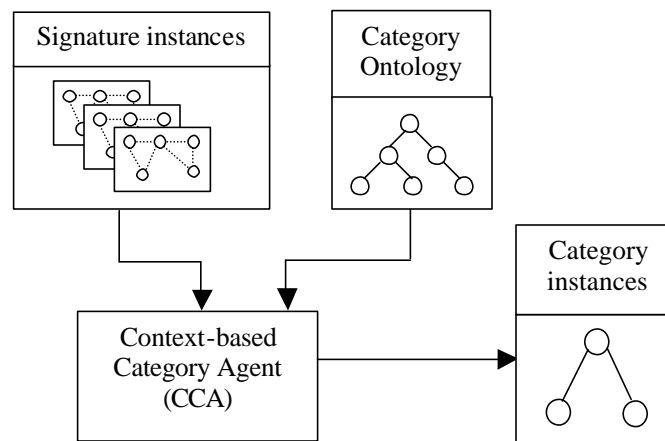 Signature instances
Category
Ontology
Category
instances
Context-based
Category Agent
(CCA)